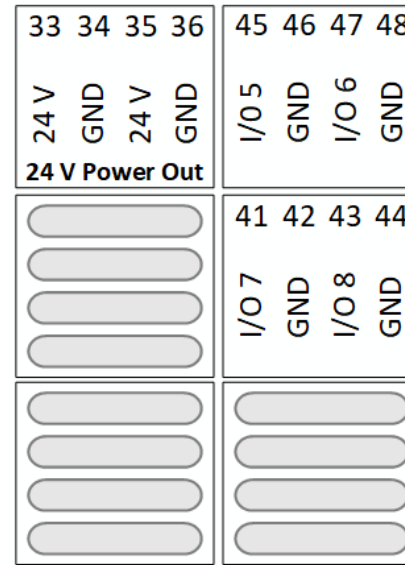 33 34 35 36
24 V GND 24 V GND
24 V Power Out
45 46 47 48
I/O 5 GND I/O 6 GND
41 42 43 44
I/O 7 GND I/O 8 GND